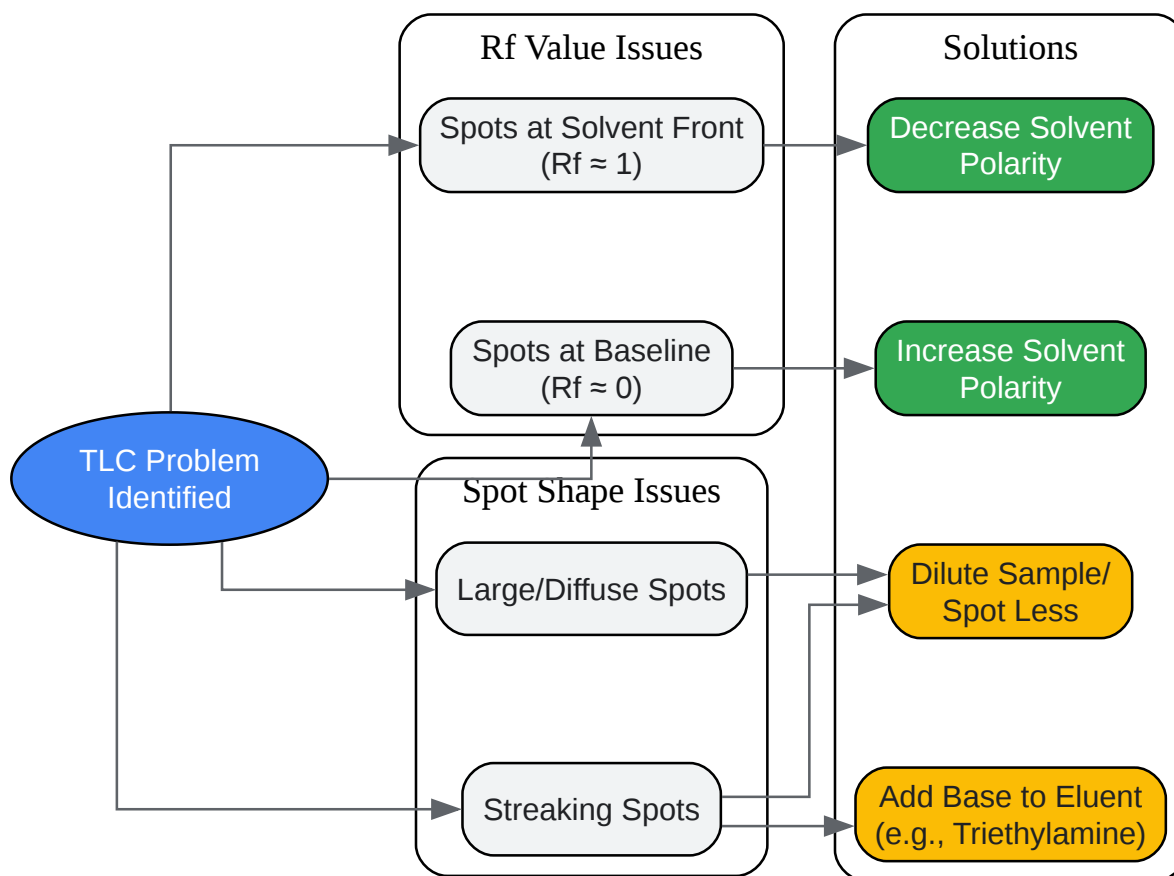 Rf Value Issues
Solutions
Spots at Solvent Front
(Rf ≈ 1)
Decrease Solvent
Polarity
Spots at Baseline
(Rf ≈ 0)
Increase Solvent
Polarity
TLC Problem
Identified
Spot Shape Issues
Large/Diffuse Spots
Dilute Sample/
Spot Less
Streaking Spots
Add Base to Eluent
(e.g., Triethylamine)